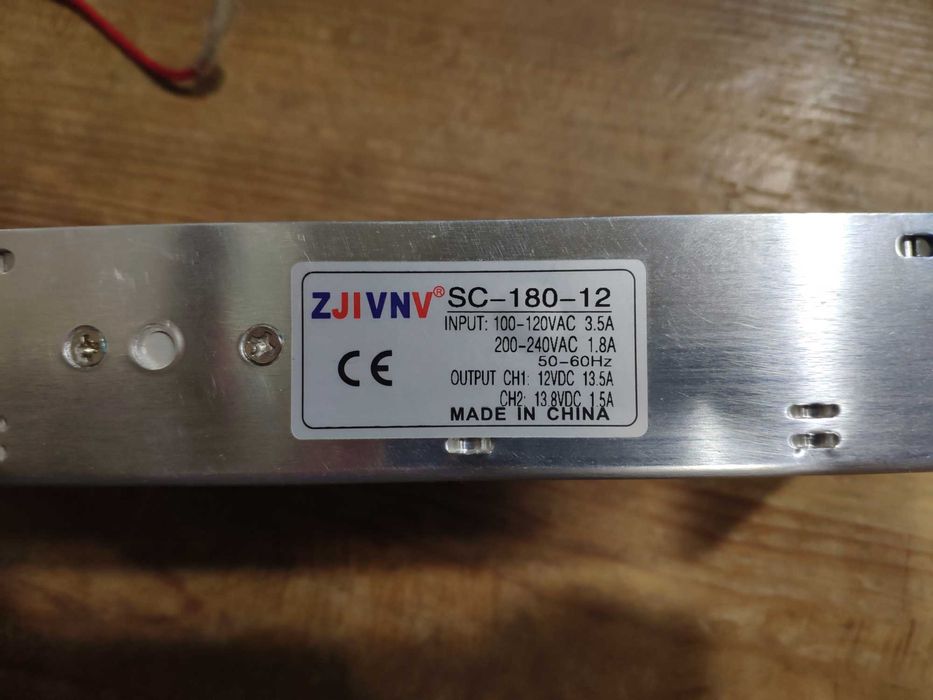 ZJIVNV® SC-180-12
INPUT: 100-120VAC 3.5A
200-240VAC 1.8A
50-60Hz
CE
OUTPUT CH1: 12VDC 13.5A
CH2: 13.8VDC 1.5A
MADE IN CHINA